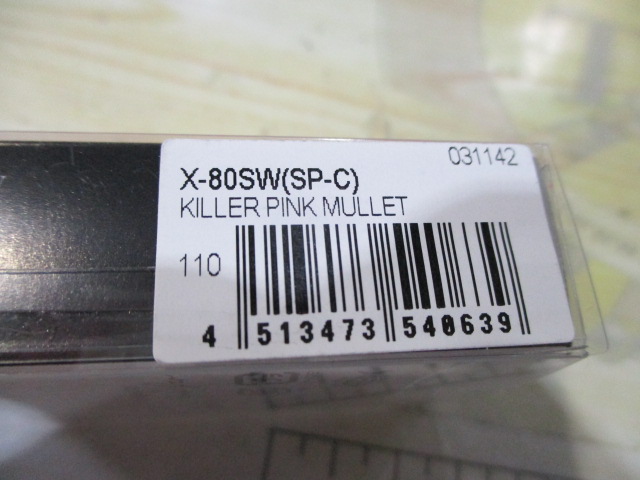 031142
X-80SW(SP-C)
KILLER PINK MULLET
110
4 513473 540639